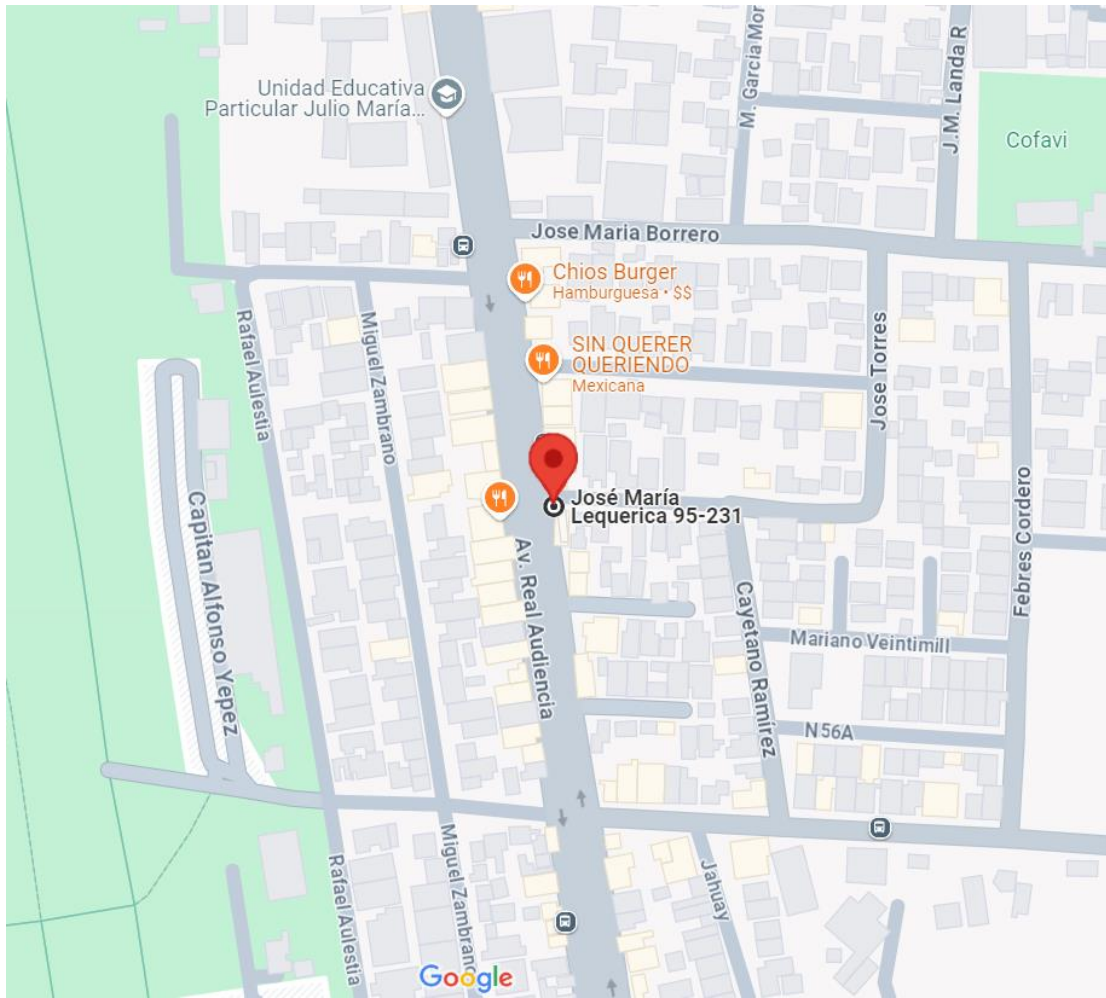 M. Garcia Mor
J.M. Landa R
Unidad Educativa
Particular Julio María...
Cofavi
Jose Maria Borrero
Chios Burger
Hamburguesa • $$
Rafael Aulestia
Miguel Zambrano
SIN QUERER
QUERIENDO
Mexicana
Jose Torres
José María
Lequerica 95-231
Capitan Alfonso Yepez
Av. Real Audiencia
Cayetano Ramírez
Febres Cordero
Mariano Veintimill
N56A
Rafael Aulestia
Miguel Zambrano
Jahuay
Google